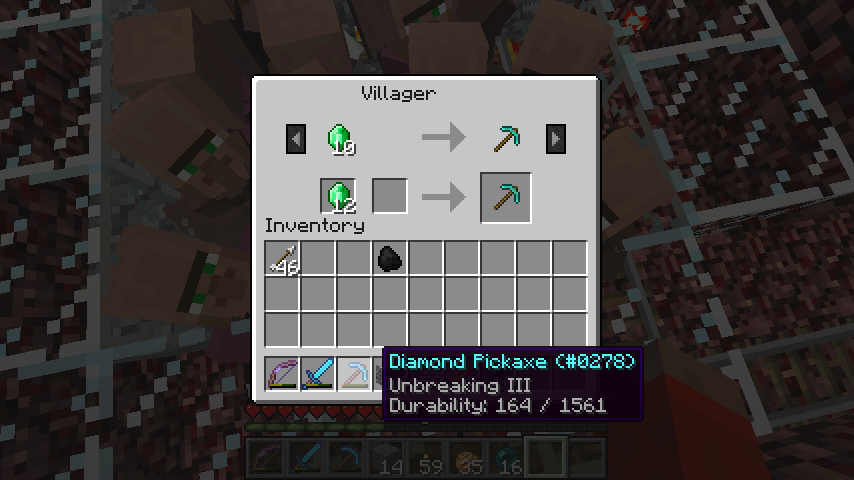 Villager
10
12
Inventory
46
Diamond Pickaxe (#0278)
Unbreaking III
Durability: 164 / 1561
14 59 35 16